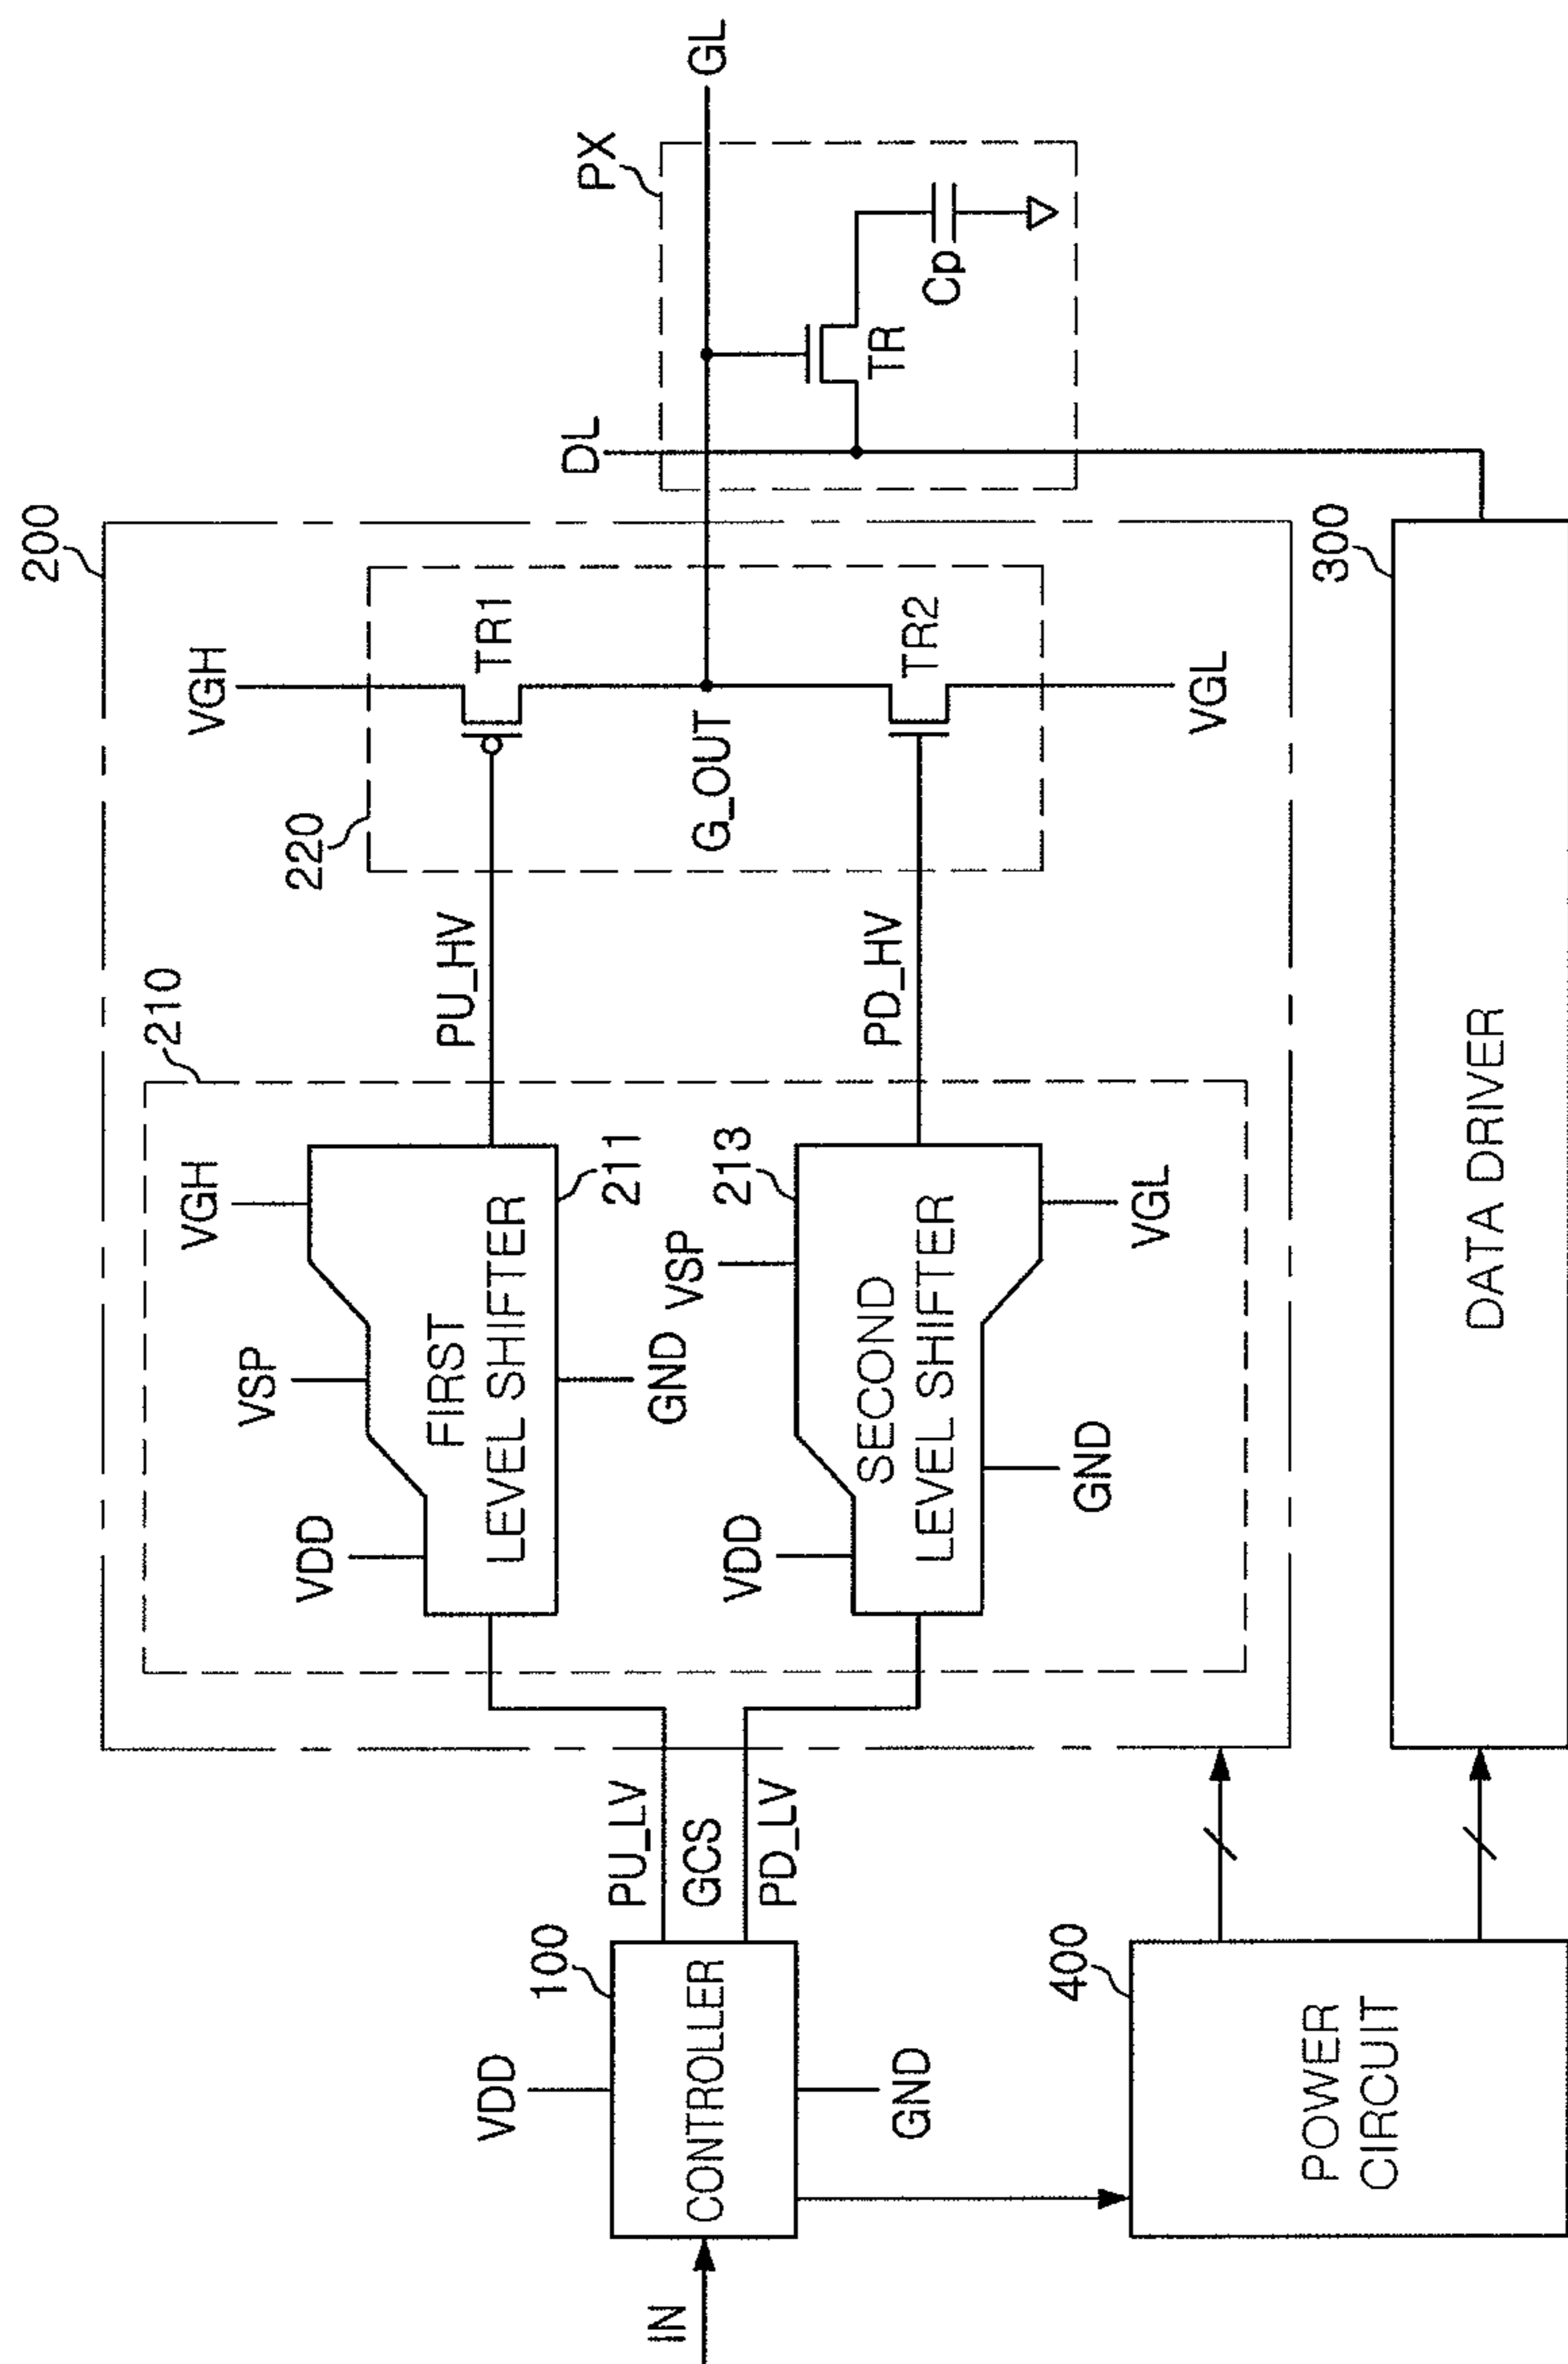 200
VGH
210
220
TR1
VGH
VSP
PU_HV
VDD
FIRST
LEVEL SHIFTER
211
GND
DL
PX
GL
G_OUT
TR
Cp
PU_LV
GCS
PD_LV
100
VDD
CONTROLLER
GND
IN
213
VSP
VDD
SECOND
LEVEL SHIFTER
PD_HV
TR2
VGL
VGL
GND
400
POWER
CIRCUIT
300
DATA DRIVER